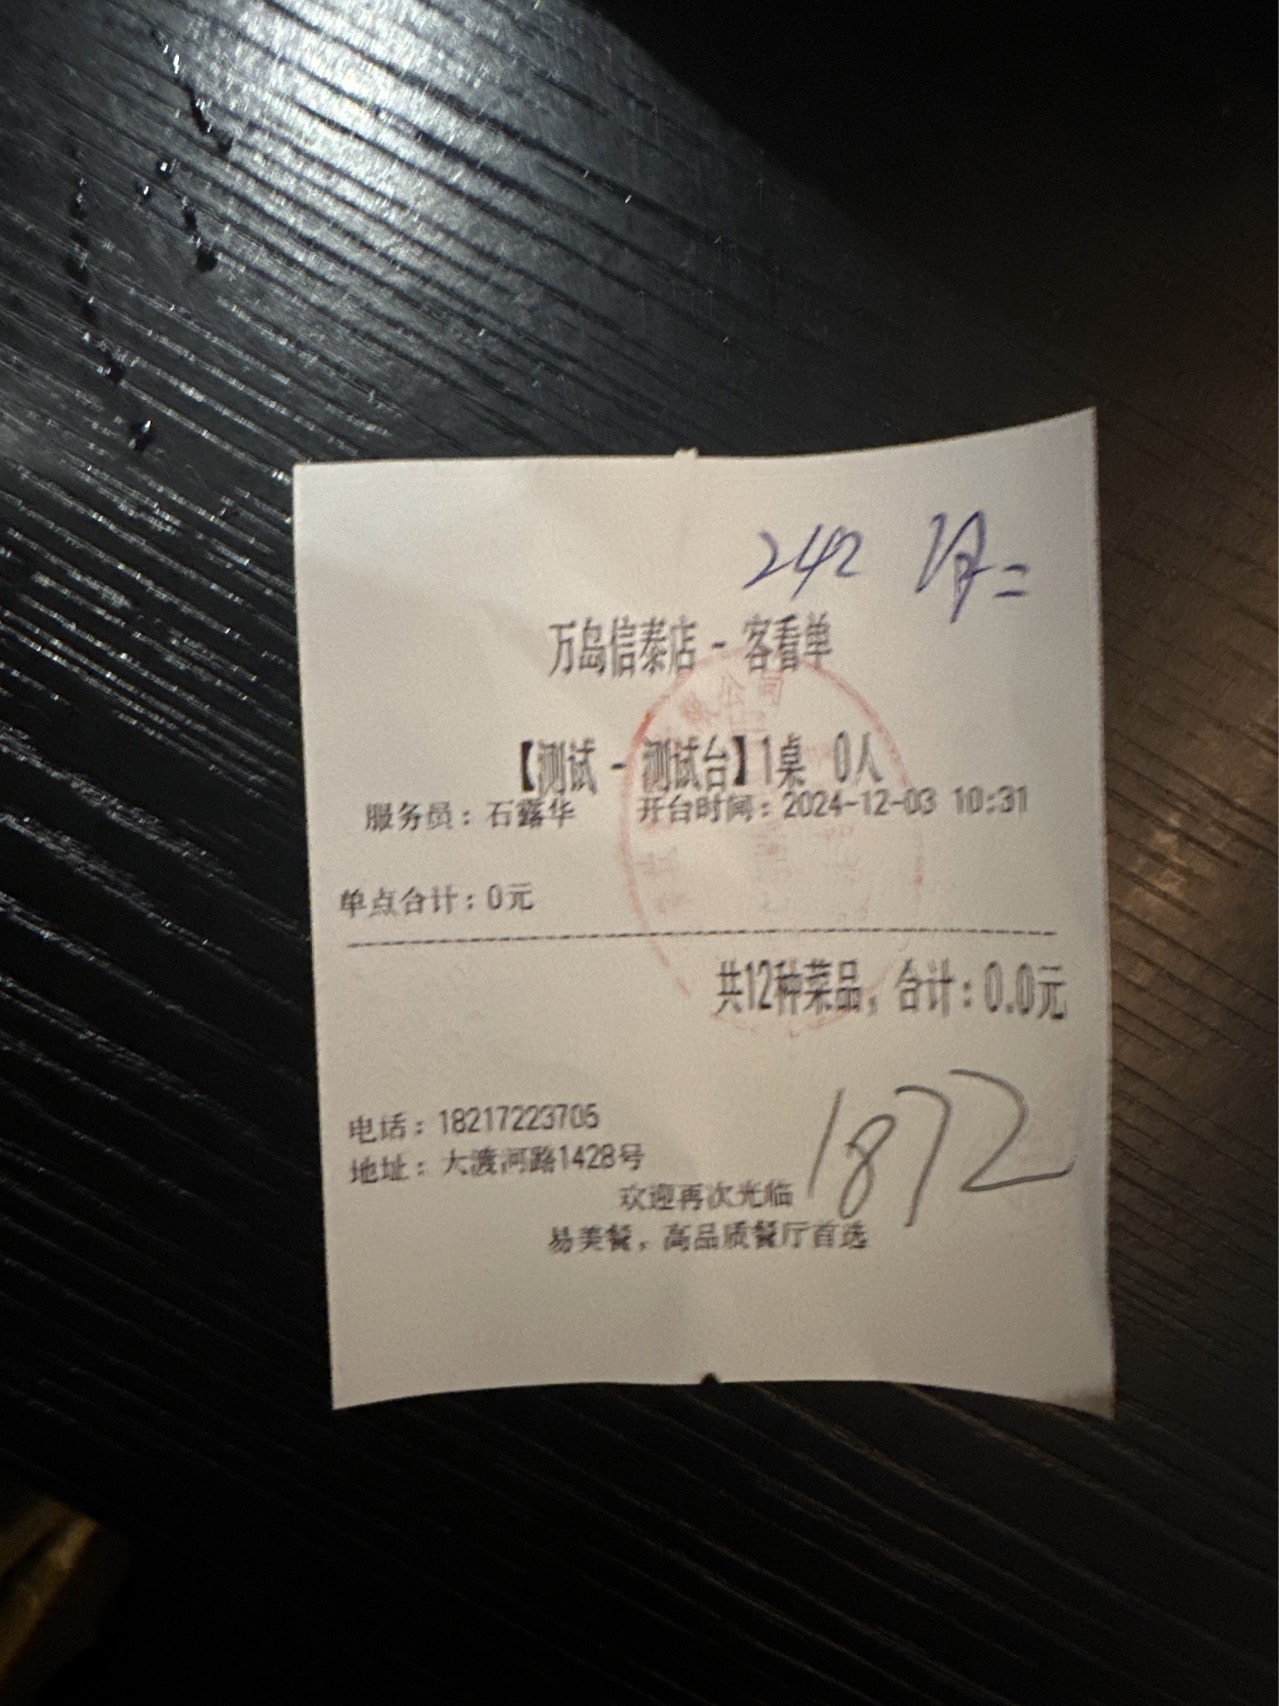 242
万岛信泰店 - 客看单
【测试 - 测试台】1桌 0人
服务员：石露华 开台时间：2024-12-03 10:31
单点合计：0元
共12种菜品，合计：0.0元
1872
电话：18217223705
地址：大渡河路1428号
欢迎再次光临
易美餐，高品质餐厅首选